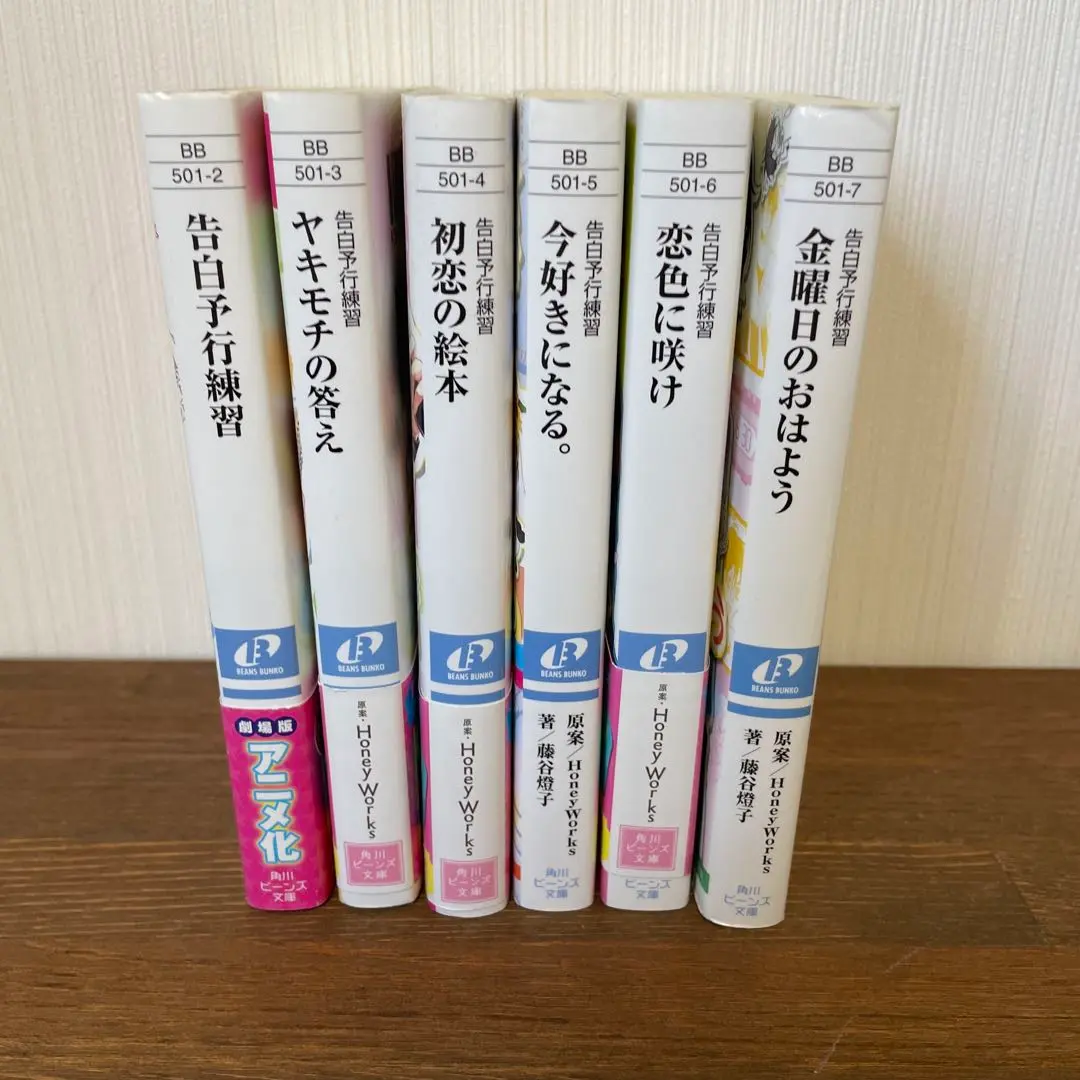 BB
501-2
告白予行練習
BEANS BUNKO
劇場版
アニメ化
角川
ビーンズ
文庫
BB
501-3
告白予行練習
ヤキモチの答え
BEANS BUNKO
原案・HoneyWorks
角川
ビーンズ
文庫
BB
501-4
告白予行練習
初恋の絵本
BEANS BUNKO
原案・HoneyWorks
角川
ビーンズ
文庫
BB
501-5
告白予行練習
今好きになる。
BEANS BUNKO
原案/HoneyWorks
著/藤谷燈子
角川
ビーンズ
文庫
BB
501-6
告白予行練習
恋色に咲け
BEANS BUNKO
原案・HoneyWorks
角川
ビーンズ
文庫
ビーンズ
文庫
BB
501-7
告白予行練習
金曜日のおはよう
BEANS BUNKO
原案/HoneyWorks
著/藤谷燈子
角川
ビーンズ
文庫